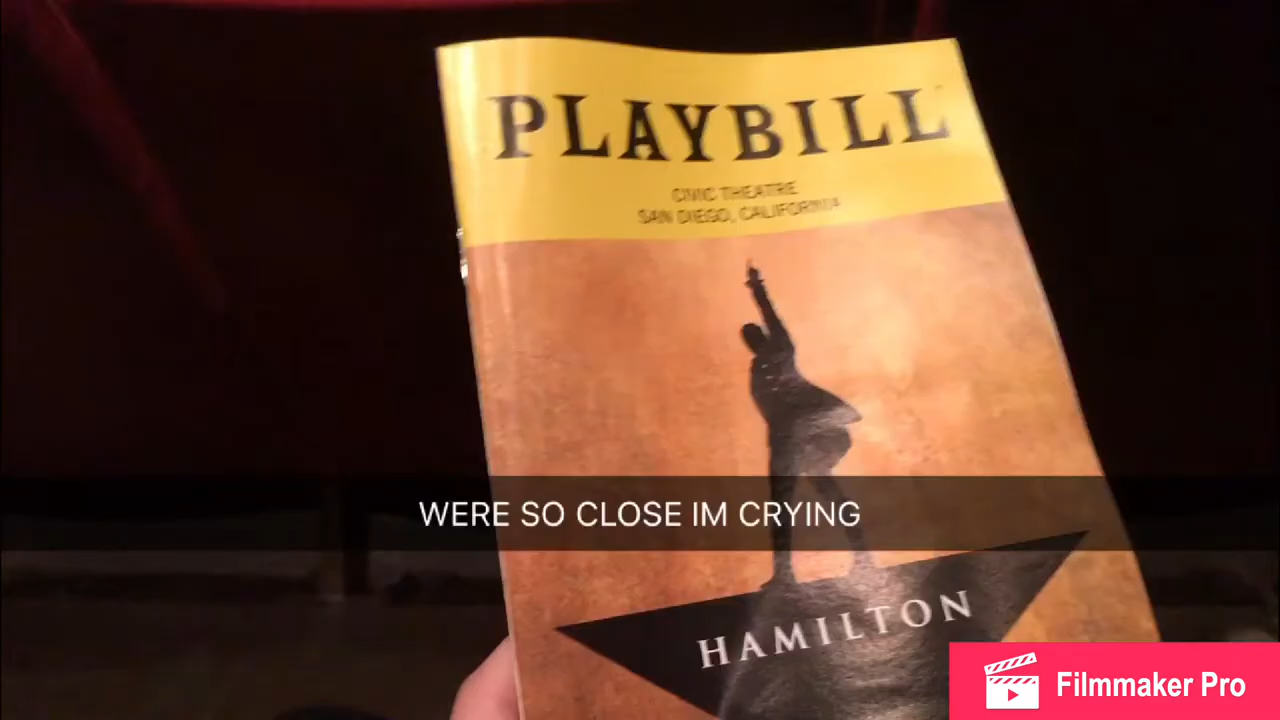 PLAYBILL
CIVIC THEATRE
SAN DIEGO, CALIFORNIA
WERE SO CLOSE IM CRYING
HAMILTON
Filmmaker Pro